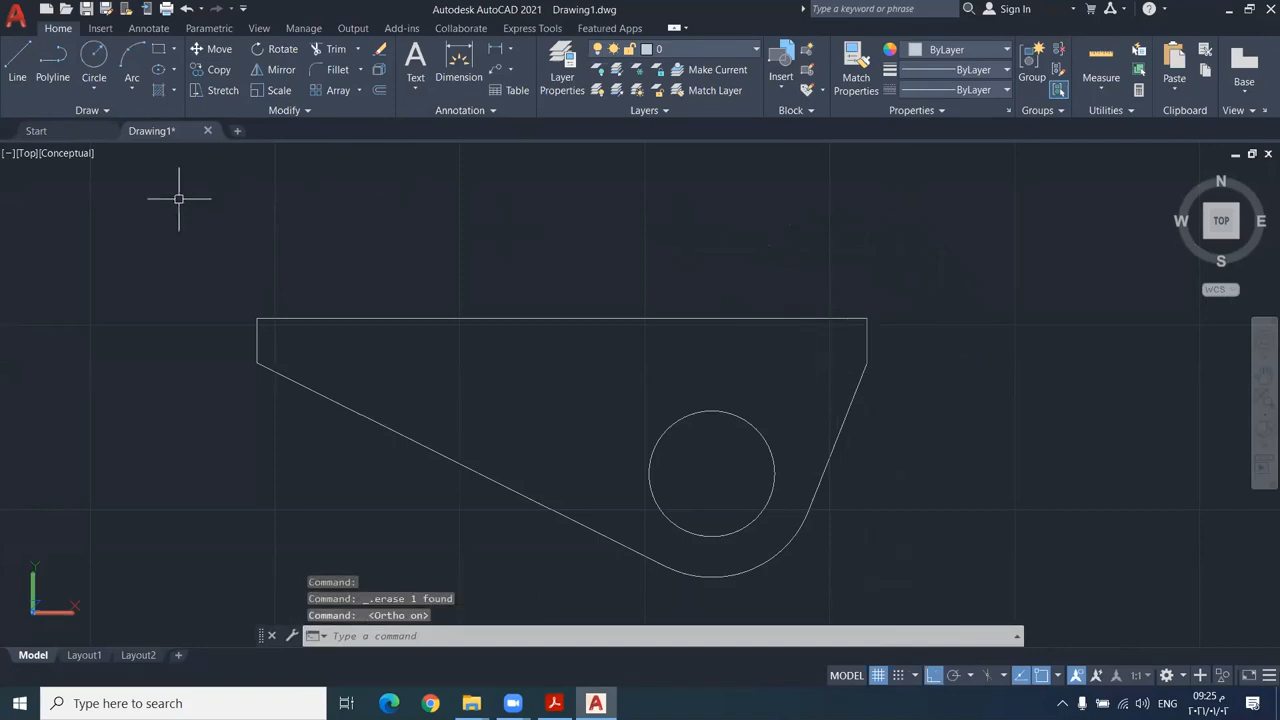 Autodesk AutoCAD 2021 Drawing1.dwg
Type a keyword or phrase
Sign In
Home Insert Annotate Parametric View Manage Output Add-ins Collaborate Express Tools Featured Apps
Line
Polyline
Circle
Arc
Move
Rotate
Trim
Copy
Mirror
Fillet
Stretch
Scale
Array
Text
Dimension
Table
Layer
Properties
0
Make Current
Match Layer
Insert
Match
Properties
ByLayer
ByLayer
ByLayer
Group
Measure
Paste
Base
Draw
Modify
Annotation
Layers
Block
Properties
Groups
Utilities
Clipboard
View
Start
Drawing1*
[−][Top][Conceptual]
N
W
TOP
E
S
WCS
Y
X
Command:
Command: _.erase 1 found
Command: <Ortho on>
Type a command
Model Layout1 Layout2
MODEL
1:1
Type here to search
ENG